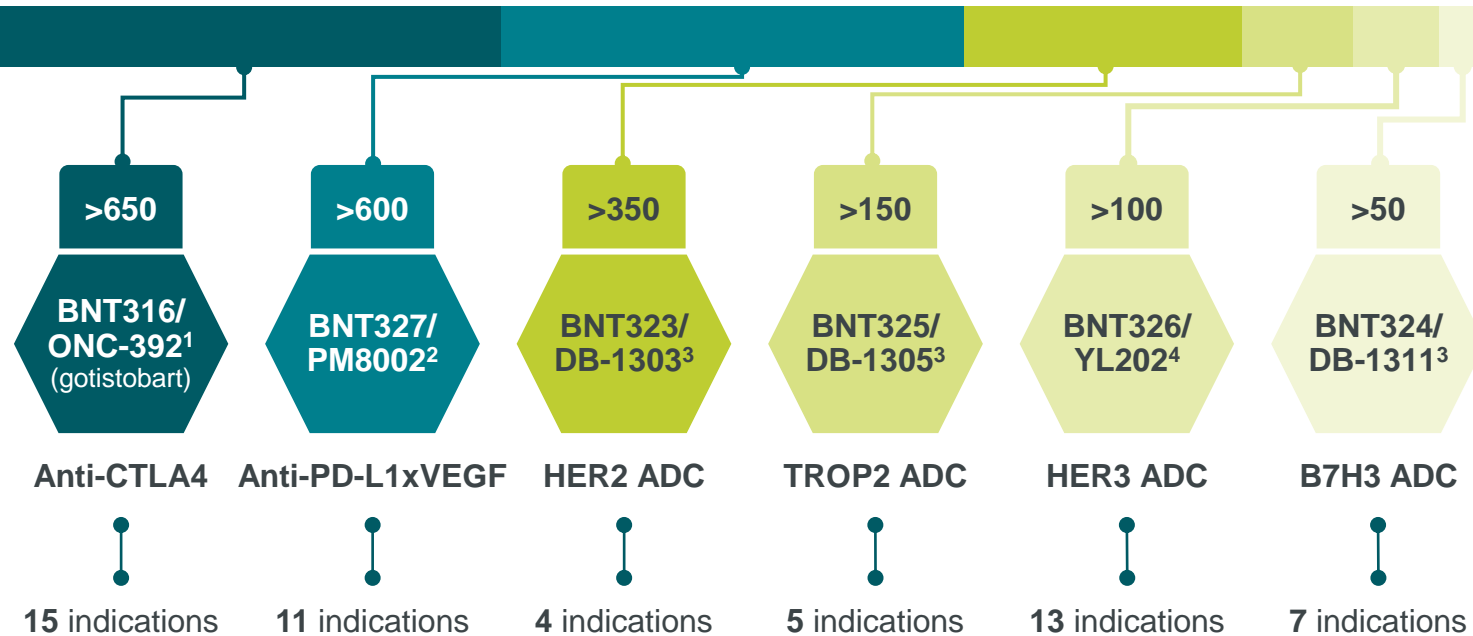 >650
>600
>350
>150
>100
>50
BNT316/
ONC-392¹
(gotistobart)
BNT327/
PM8002²
BNT323/
DB-1303³
BNT325/
DB-1305³
BNT326/
YL202⁴
BNT324/
DB-1311³
Anti-CTLA4
Anti-PD-L1xVEGF
HER2 ADC
TROP2 ADC
HER3 ADC
B7H3 ADC
15 indications
11 indications
4 indications
5 indications
13 indications
7 indications